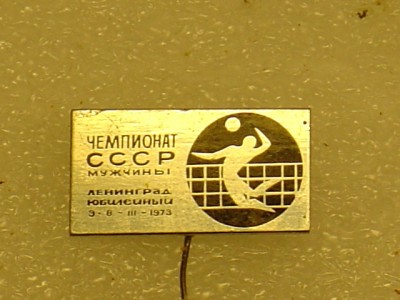 ЧЕМПИОНАТ
СССР
МУЖЧИНЫ
ЛЕНИНГРАД
ЮБИЛЕЙНЫЙ
3-8-III-1973